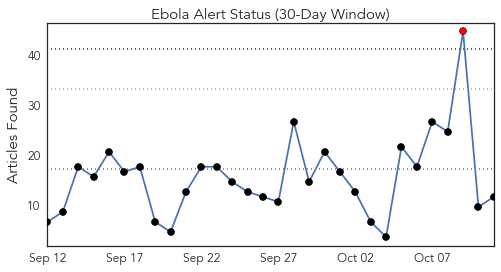 Ebola Alert Status (30-Day Window)
Articles Found
40
30
20
10
Sep 12 Sep 17 Sep 22 Sep 27 Oct 02 Oct 07